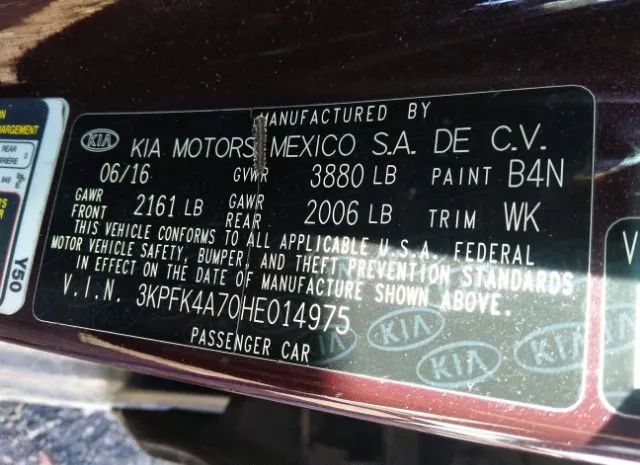 MANUFACTURED BY
KIA KIA MOTORS MEXICO S.A. DE C.V.
06/16 GVWR 3880 LB PAINT B4N
GAWR FRONT 2161 LB GAWR REAR 2006 LB TRIM WK
THIS VEHICLE CONFORMS TO ALL APPLICABLE U.S.A. FEDERAL
MOTOR VEHICLE SAFETY, BUMPER, AND THEFT PREVENTION STANDARDS
IN EFFECT ON THE DATE OF MANUFACTURE SHOWN ABOVE.
V.I.N. 3KPFK4A70HE014975
PASSENGER CAR
KIA KIA KIA
REAR
849
Y50
V